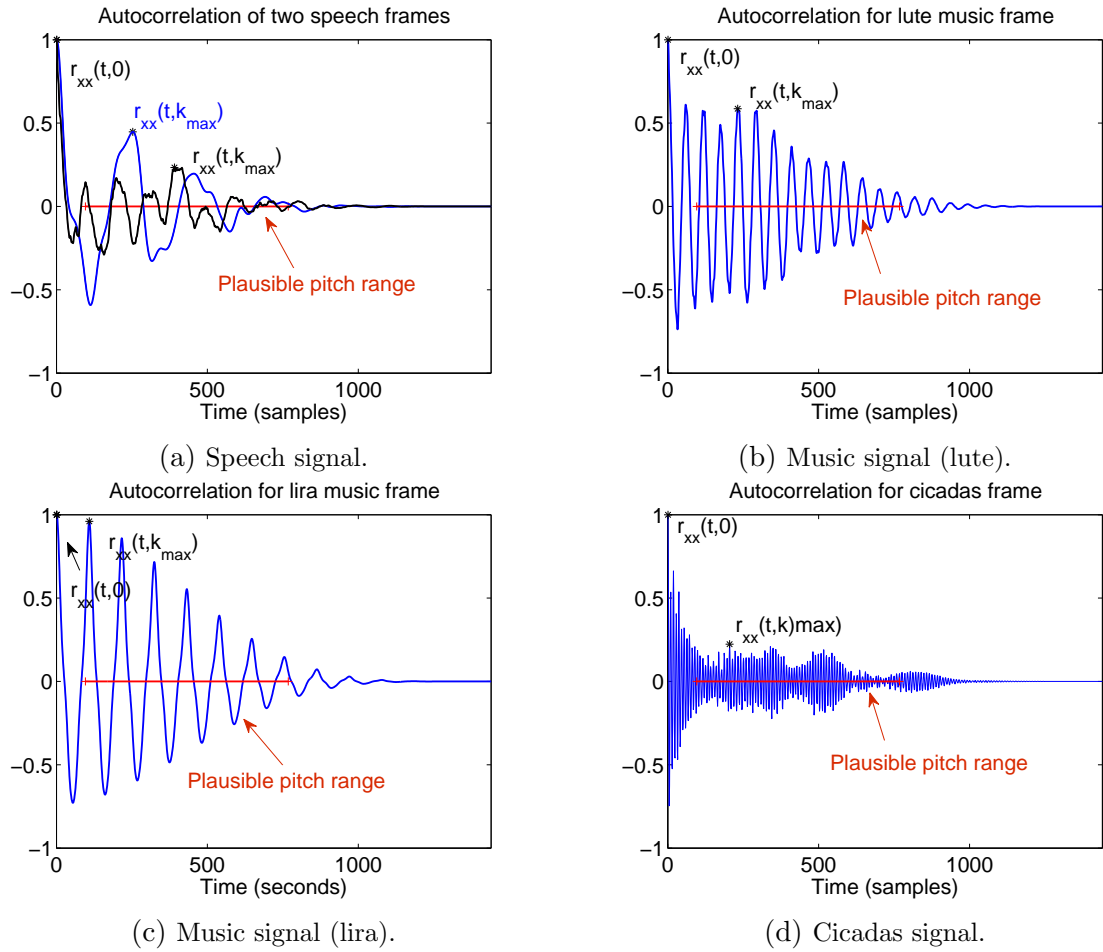 Autocorrelation of two speech frames
1
0.5
0
−0.5
−1
r_xx(t,0)
r_xx(t,k_max)
r_xx(t,k_max)
Plausible pitch range
0
500
1000
Time (samples)
(a) Speech signal.
Autocorrelation for lute music frame
1
0.5
0
−0.5
−1
r_xx(t,0)
r_xx(t,k_max)
Plausible pitch range
0
500
1000
Time (samples)
(b) Music signal (lute).
Autocorrelation for lira music frame
1
0.5
0
−0.5
−1
r_xx(t,k_max)
r_xx(t,0)
Plausible pitch range
0
500
1000
Time (seconds)
(c) Music signal (lira).
Autocorrelation for cicadas frame
1
0.5
0
−0.5
−1
r_xx(t,0)
r_xx(t,k)max)
Plausible pitch range
0
500
1000
Time (samples)
(d) Cicadas signal.